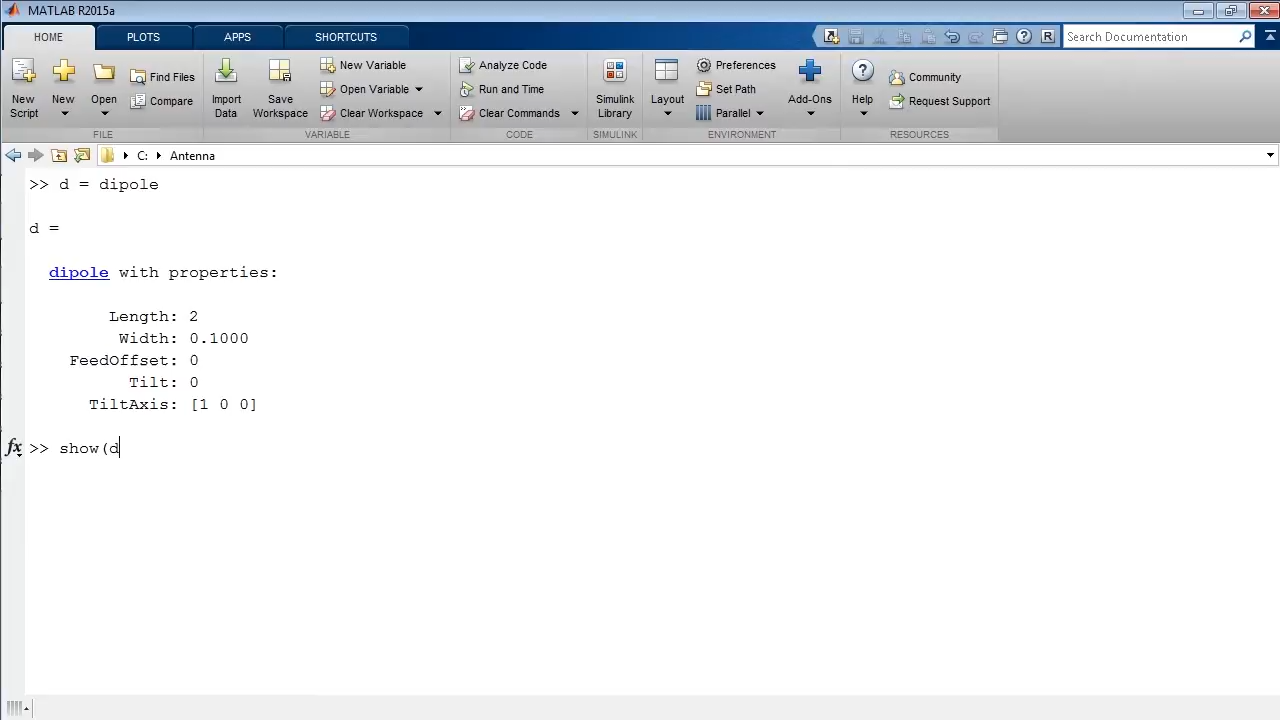 MATLAB R2015a
HOME PLOTS APPS SHORTCUTS Search Documentation
New Script New Open Find Files Compare Import Data Save Workspace New Variable Open Variable Clear Workspace Analyze Code Run and Time Clear Commands Simulink Library Layout Preferences Set Path Parallel Add-Ons Help Community Request Support
FILE VARIABLE CODE SIMULINK ENVIRONMENT RESOURCES
C: Antenna
>> d = dipole
d =
dipole with properties:
Length: 2
Width: 0.1000
FeedOffset: 0
Tilt: 0
TiltAxis: [1 0 0]
fx >> show(d